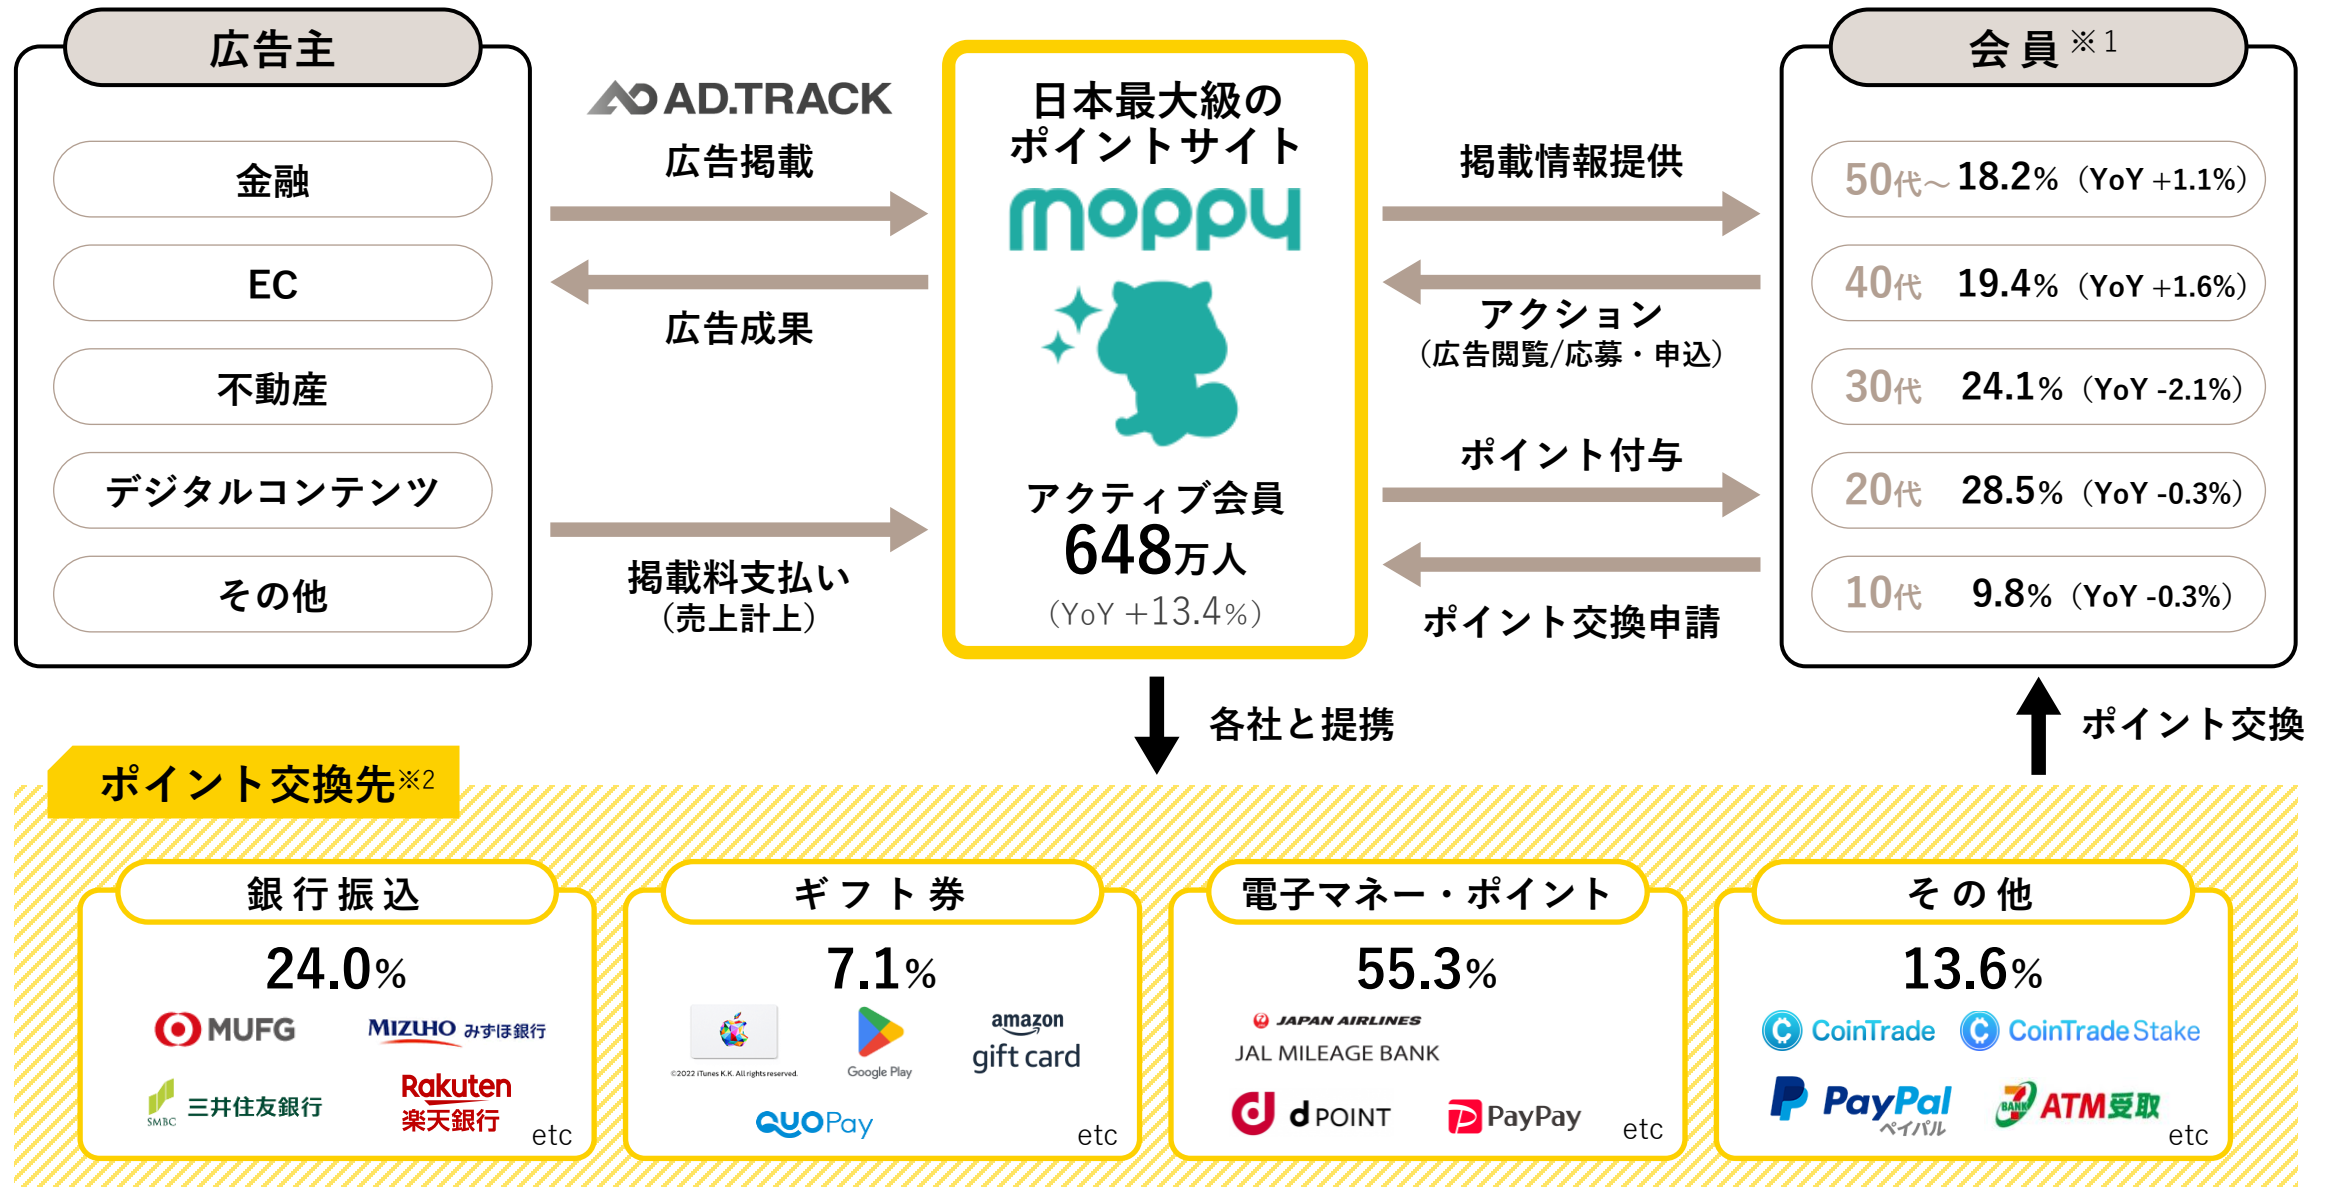 広告主
金融
EC
不動産
デジタルコンテンツ
その他
AD.TRACK
広告掲載
広告成果
掲載料支払い
（売上計上）
日本最大級の
ポイントサイト
moppy
アクティブ会員
648万人
（YoY +13.4%）
掲載情報提供
アクション
（広告閲覧/応募・申込）
ポイント付与
ポイント交換申請
会員※1
50代～ 18.2%（YoY +1.1%）
40代 19.4%（YoY +1.6%）
30代 24.1%（YoY -2.1%）
20代 28.5%（YoY -0.3%）
10代 9.8%（YoY -0.3%）
各社と提携
ポイント交換
ポイント交換先※2
銀行振込
24.0%
MUFG
MIZUHO みずほ銀行
SMBC 三井住友銀行
Rakuten
楽天銀行
etc
ギフト券
7.1%
©2022 iTunes K.K. All rights reserved.
Google Play
amazon
gift card
QUOPay
etc
電子マネー・ポイント
55.3%
JAPAN AIRLINES
JAL MILEAGE BANK
d POINT
PayPay
etc
その他
13.6%
CoinTrade
CoinTrade Stake
PayPal
ペイパル
7 BANK ATM受取
etc